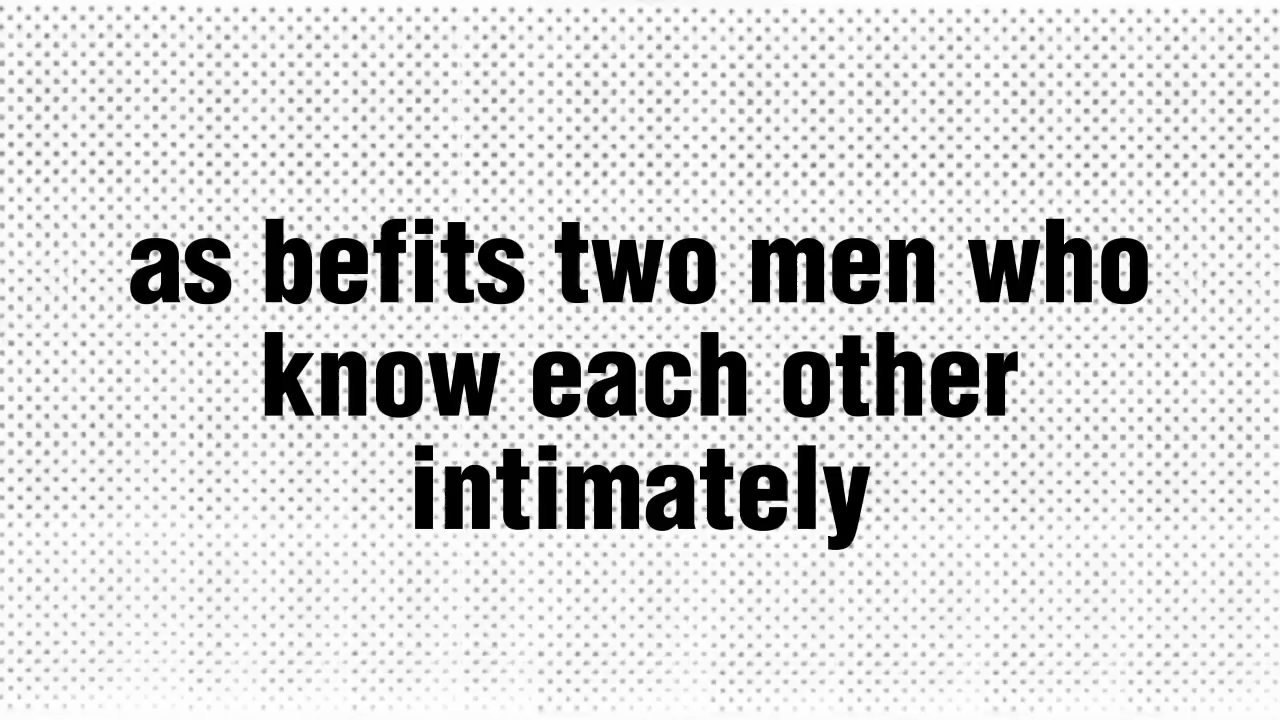 as befits two men who
know each other
intimately